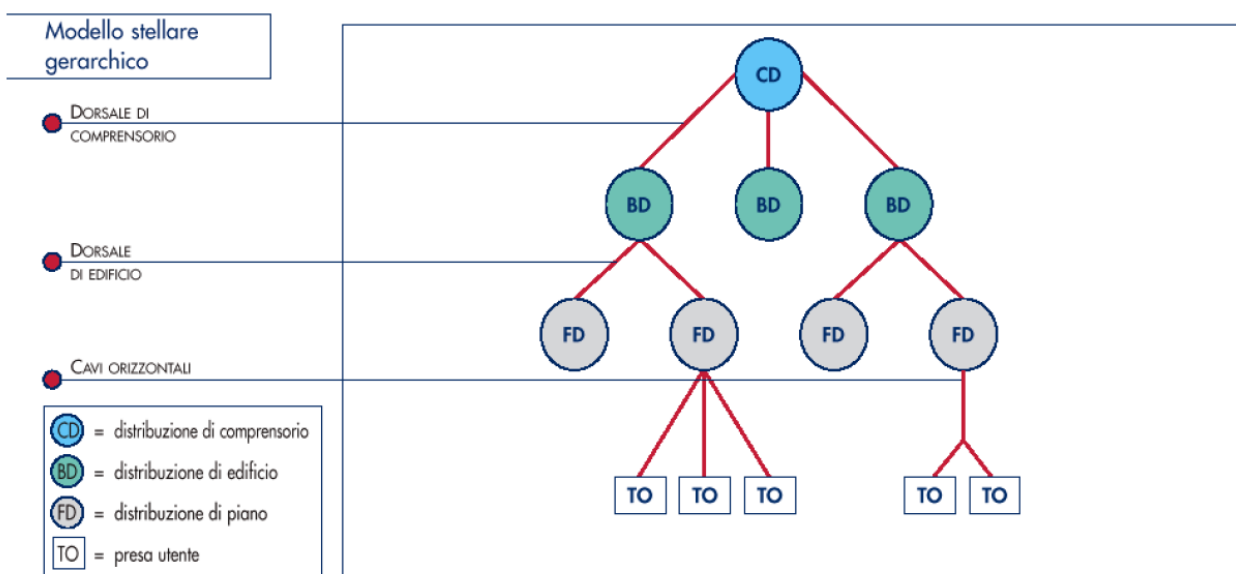 Modello stellare
gerarchico
DORSALE DI
COMPRENSORIO
DORSALE
DI EDIFICIO
CAVI ORIZZONTALI
CD = distribuzione di comprensorio
BD = distribuzione di edificio
FD = distribuzione di piano
TO = presa utente
CD
BD BD BD
FD FD FD FD
TO TO TO TO TO